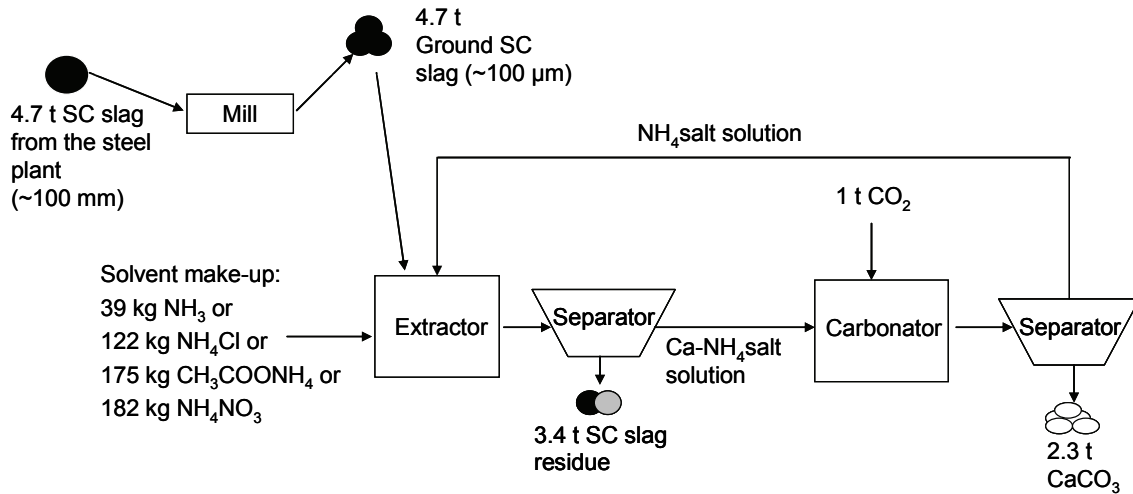 4.7 t SC slag
from the steel
plant
(~100 mm)
Mill
4.7 t
Ground SC
slag (~100 µm)
NH₄salt solution
1 t CO₂
Solvent make-up:
39 kg NH₃ or
122 kg NH₄Cl or
175 kg CH₃COONH₄ or
182 kg NH₄NO₃
Extractor
Separator
Ca-NH₄salt
solution
Carbonator
Separator
3.4 t SC slag
residue
2.3 t
CaCO₃